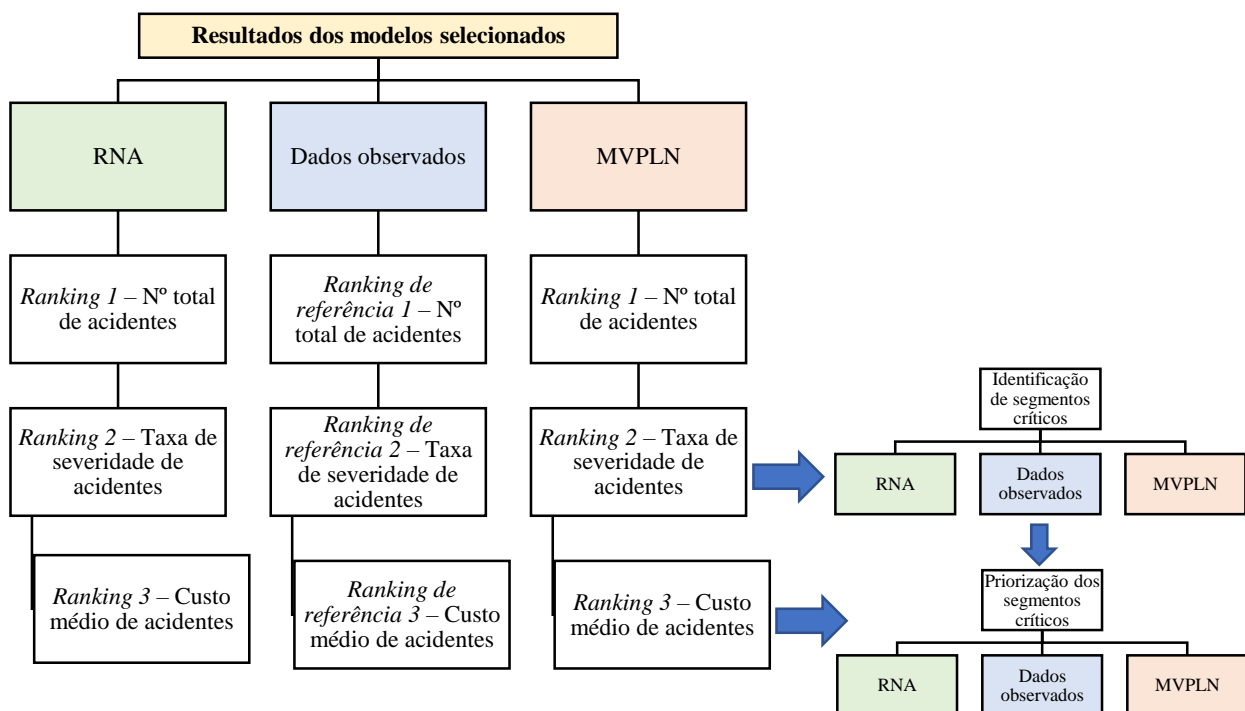 Resultados dos modelos selecionados
RNA
Dados observados
MVPLN
Ranking 1 – Nº total
de acidentes
Ranking de
referência 1 – Nº
total de acidentes
Ranking 1 – Nº total
de acidentes
Ranking 2 – Taxa de
severidade de
acidentes
Ranking de
referência 2 – Taxa
de severidade de
acidentes
Ranking 2 – Taxa de
severidade de
acidentes
Ranking 3 – Custo
médio de acidentes
Ranking de
referência 3 – Custo
médio de acidentes
Ranking 3 – Custo
médio de acidentes
Identificação
de segmentos
críticos
RNA
Dados
observados
MVPLN
Priorização dos
segmentos
críticos
RNA
Dados
observados
MVPLN